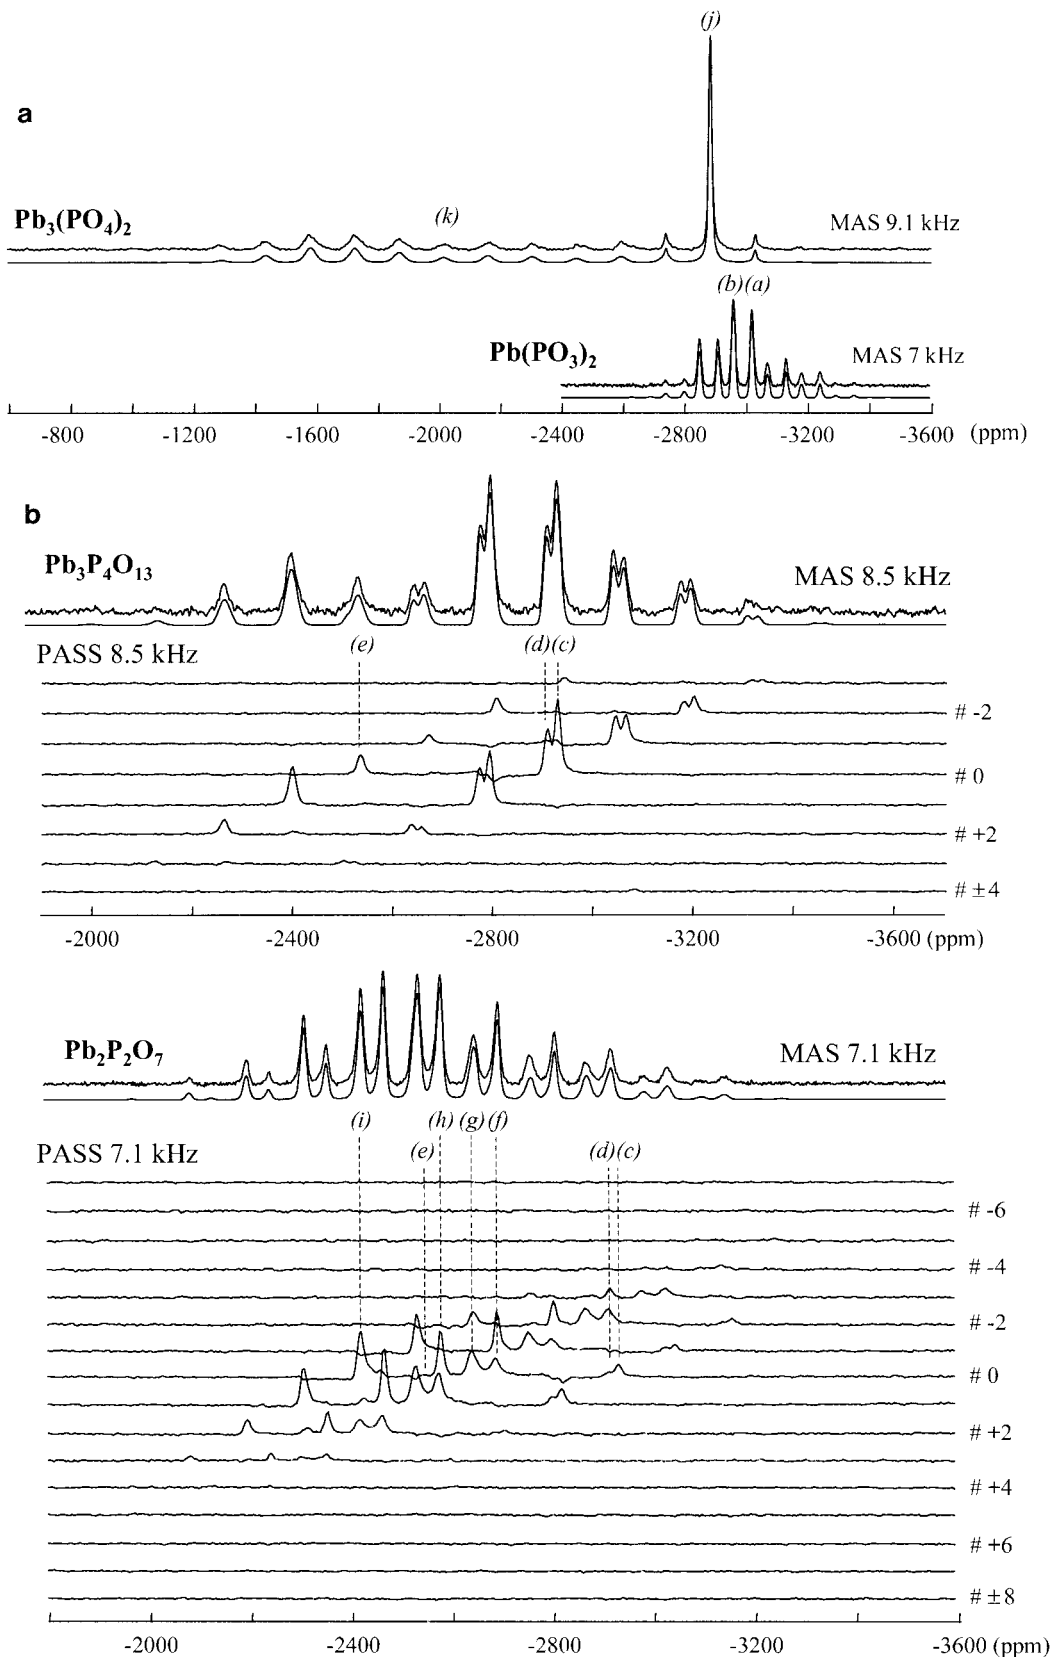 (j)
a
Pb3(PO4)2
(k)
MAS 9.1 kHz
(b)(a)
Pb(PO3)2
MAS 7 kHz
-800 -1200 -1600 -2000 -2400 -2800 -3200 -3600 (ppm)
b
Pb3P4O13
MAS 8.5 kHz
PASS 8.5 kHz
(e) (d)(c)
# -2
# 0
# +2
# ±4
-2000 -2400 -2800 -3200 -3600 (ppm)
Pb2P2O7
MAS 7.1 kHz
(i) (h) (g) (f)
PASS 7.1 kHz
(e) (d)(c)
# -6
# -4
# -2
# 0
# +2
# +4
# +6
# ±8
-2000 -2400 -2800 -3200 -3600 (ppm)